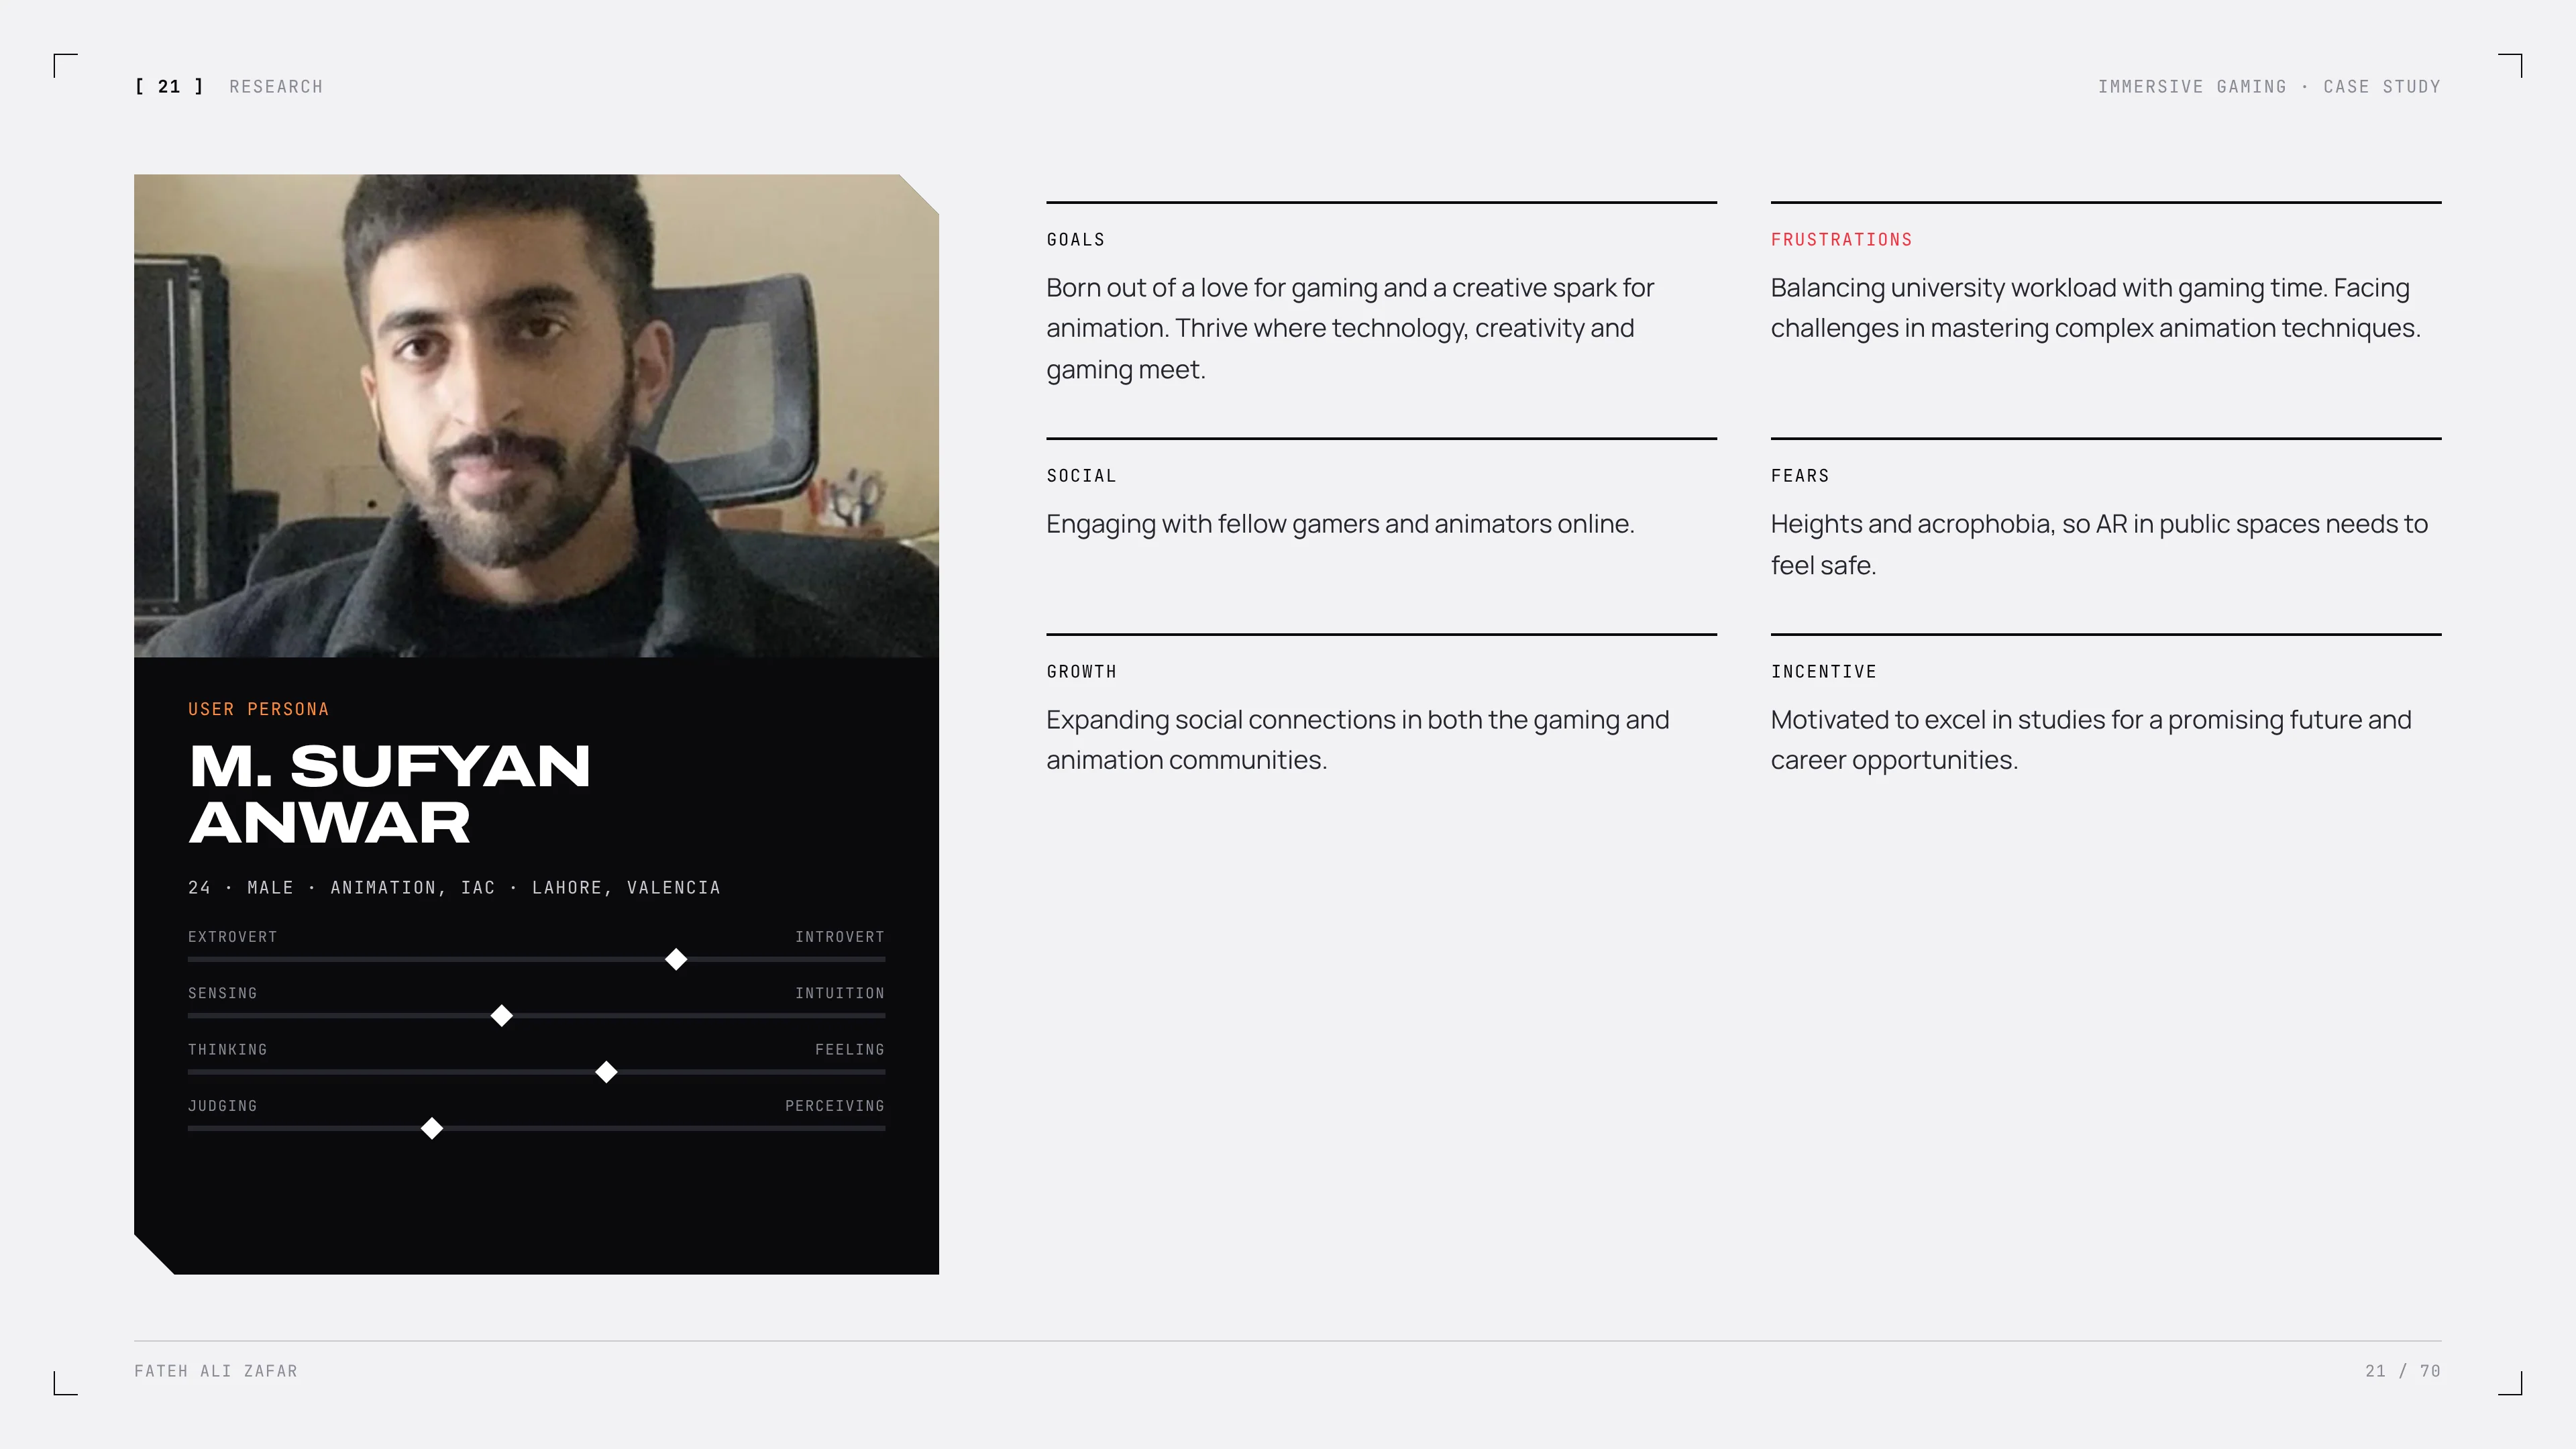 [ 21 ] RESEARCH
IMMERSIVE GAMING · CASE STUDY
USER PERSONA
M. SUFYAN
ANWAR
24 · MALE · ANIMATION, IAC · LAHORE, VALENCIA
EXTROVERT INTROVERT
SENSING INTUITION
THINKING FEELING
JUDGING PERCEIVING
GOALS
Born out of a love for gaming and a creative spark for
animation. Thrive where technology, creativity and
gaming meet.
FRUSTRATIONS
Balancing university workload with gaming time. Facing
challenges in mastering complex animation techniques.
SOCIAL
Engaging with fellow gamers and animators online.
FEARS
Heights and acrophobia, so AR in public spaces needs to
feel safe.
GROWTH
Expanding social connections in both the gaming and
animation communities.
INCENTIVE
Motivated to excel in studies for a promising future and
career opportunities.
FATEH ALI ZAFAR
21 / 70